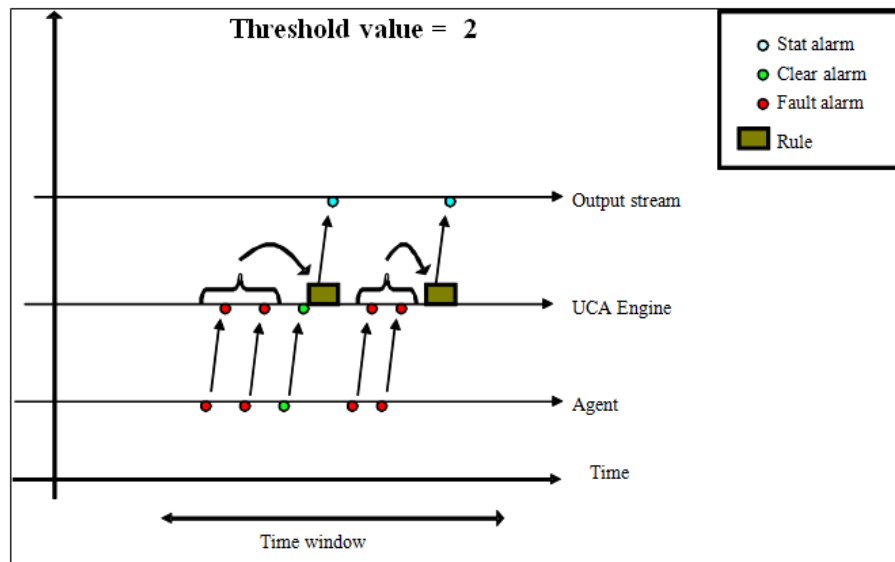 Threshold value = 2
Stat alarm
Clear alarm
Fault alarm
Rule
Output stream
UCA Engine
Agent
Time
Time window